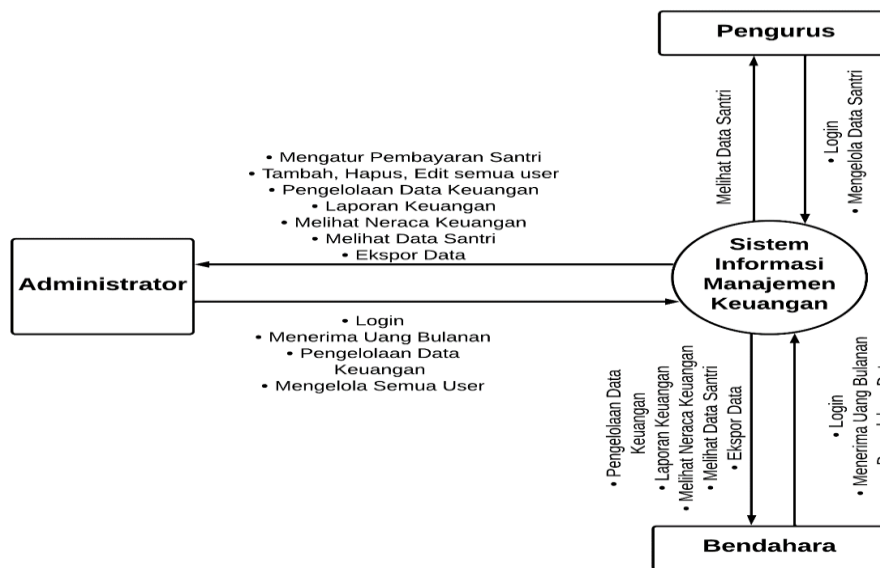 Pengurus
Melihat Data Santri
• Login
• Mengelola Data Santri
• Mengatur Pembayaran Santri
• Tambah, Hapus, Edit semua user
• Pengelolaan Data Keuangan
• Laporan Keuangan
• Melihat Neraca Keuangan
• Melihat Data Santri
• Ekspor Data
Administrator
Sistem
Informasi
Manajemen
Keuangan
• Login
• Menerima Uang Bulanan
• Pengelolaan Data
Keuangan
• Mengelola Semua User
• Pengelolaan Data
Keuangan
• Laporan Keuangan
• Melihat Neraca Keuangan
• Melihat Data Santri
• Ekspor Data
• Login
• Menerima Uang Bulanan
Bendahara